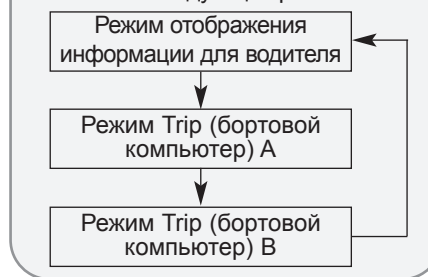 Режим отображения
информации для водителя
Режим Trip (бортовой
компьютер) A
Режим Trip (бортовой
компьютер) B